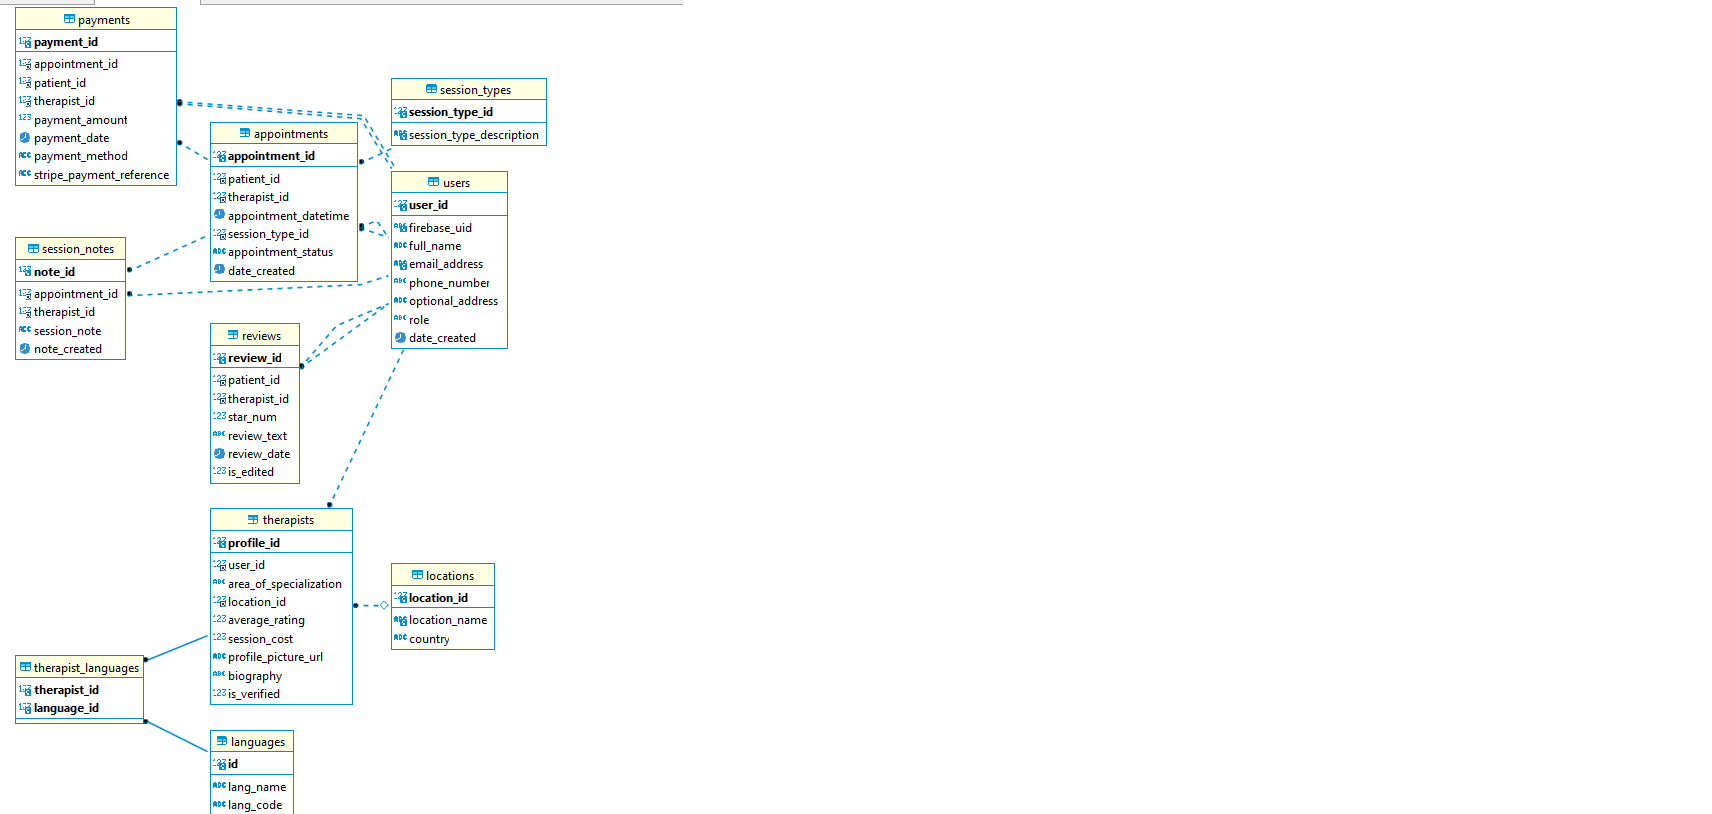 payments
payment_id
appointment_id
patient_id
therapist_id
payment_amount
payment_date
payment_method
stripe_payment_reference
session_types
session_type_id
session_type_description
appointments
appointment_id
patient_id
therapist_id
appointment_datetime
session_type_id
appointment_status
date_created
users
user_id
firebase_uid
full_name
email_address
phone_number
optional_address
role
date_created
session_notes
note_id
appointment_id
therapist_id
session_note
note_created
reviews
review_id
patient_id
therapist_id
star_num
review_text
review_date
is_edited
therapists
profile_id
user_id
area_of_specialization
location_id
average_rating
session_cost
profile_picture_url
biography
is_verified
locations
location_id
location_name
country
therapist_languages
therapist_id
language_id
languages
id
lang_name
lang_code